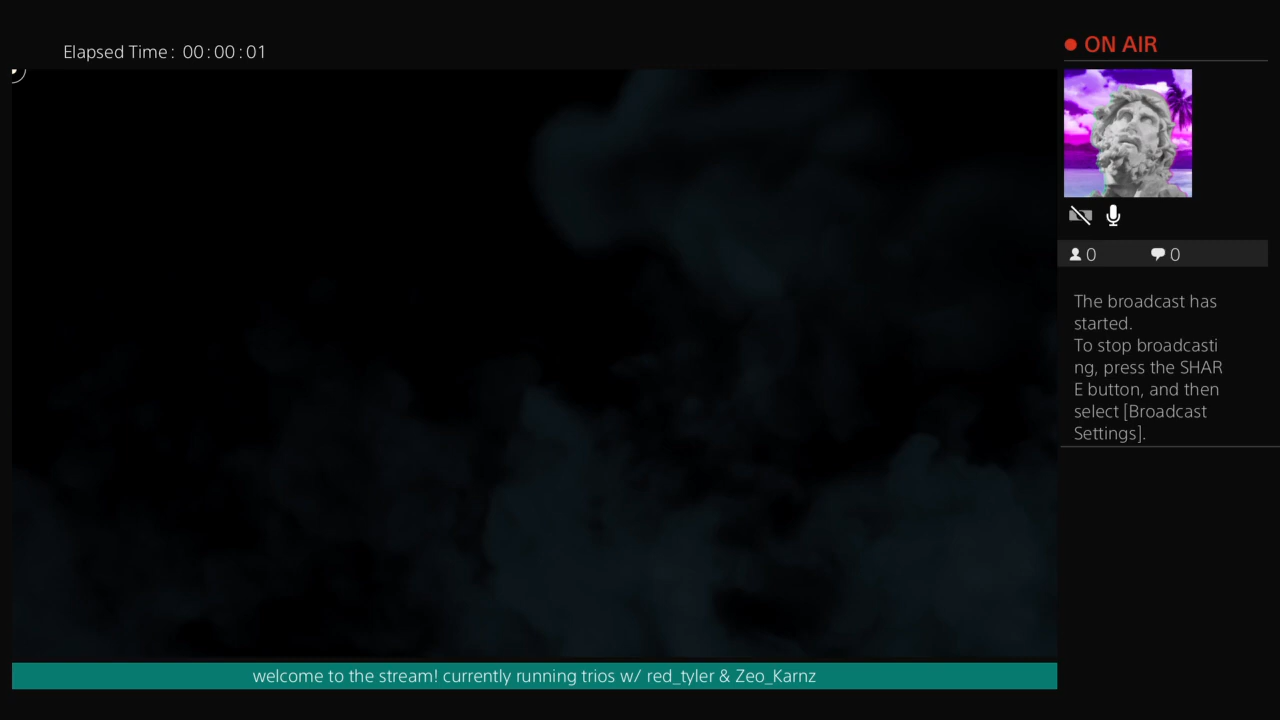 Elapsed Time: 00:00:01
ON AIR
0 0
The broadcast has
started.
To stop broadcasti
ng, press the SHAR
E button, and then
select [Broadcast
Settings].
welcome to the stream! currently running trios w/ red_tyler & Zeo_Karnz